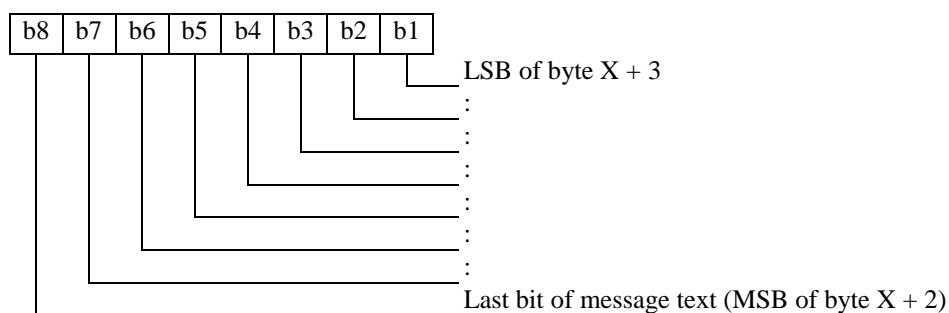 b8 b7 b6 b5 b4 b3 b2 b1
LSB of byte X + 3
:
:
:
:
:
:
Last bit of message text (MSB of byte X + 2)